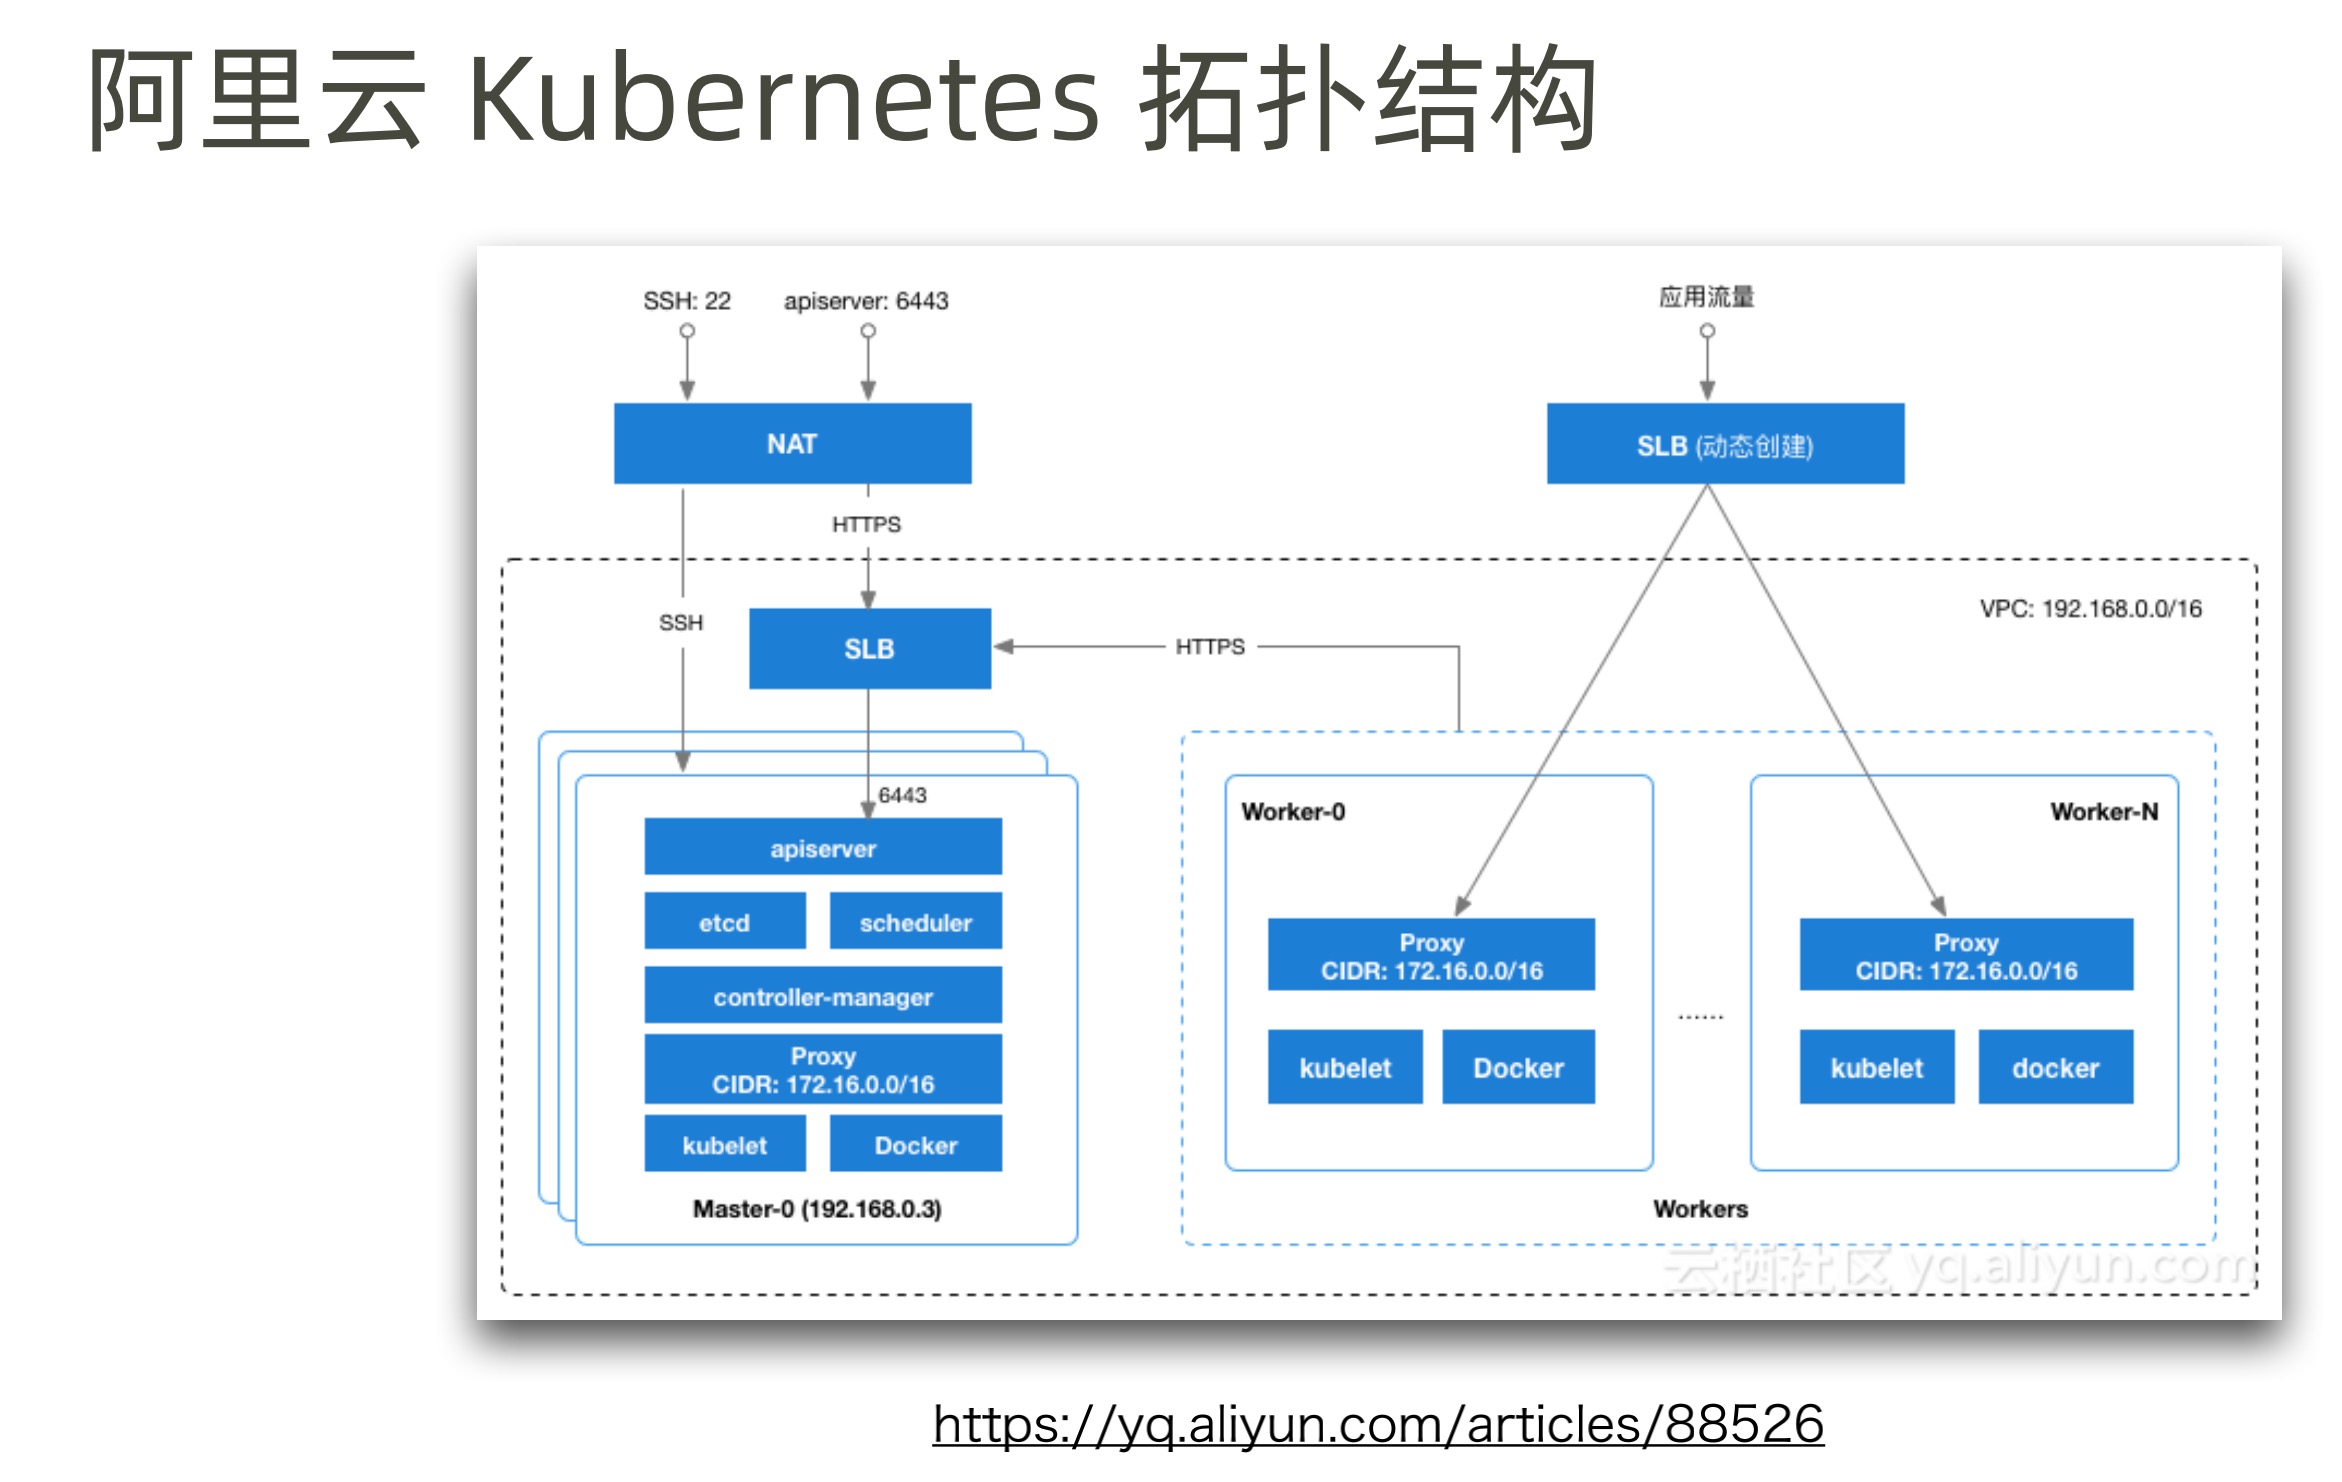 阿里云 Kubernetes 拓扑结构
SSH: 22
apiserver: 6443
应用流量
NAT
SLB (动态创建)
HTTPS
SSH
VPC: 192.168.0.0/16
SLB
HTTPS
6443
apiserver
etcd
scheduler
controller-manager
Proxy
CIDR: 172.16.0.0/16
kubelet
Docker
Master-0 (192.168.0.3)
Worker-0
Proxy
CIDR: 172.16.0.0/16
kubelet
Docker
......
Worker-N
Proxy
CIDR: 172.16.0.0/16
kubelet
docker
Workers
云栖社区 yq.aliyun.com
https://yq.aliyun.com/articles/88526